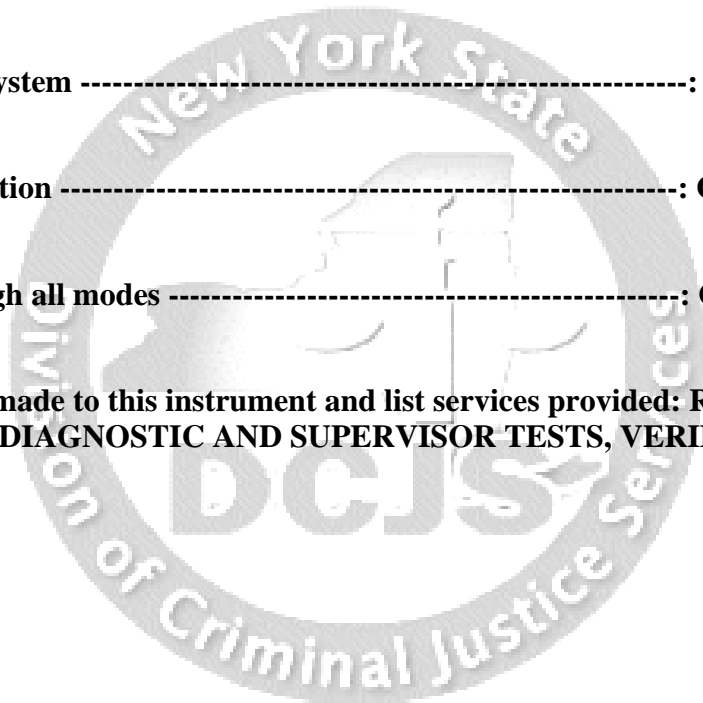 New York State
ystem ---------------------------------------------------------:
tion ----------------------------------------------------------:
gh all modes ------------------------------------------------:
made to this instrument and list services provided: R
DIAGNOSTIC AND SUPERVISOR TESTS, VERI
DCJS
Division of Criminal Justice Services